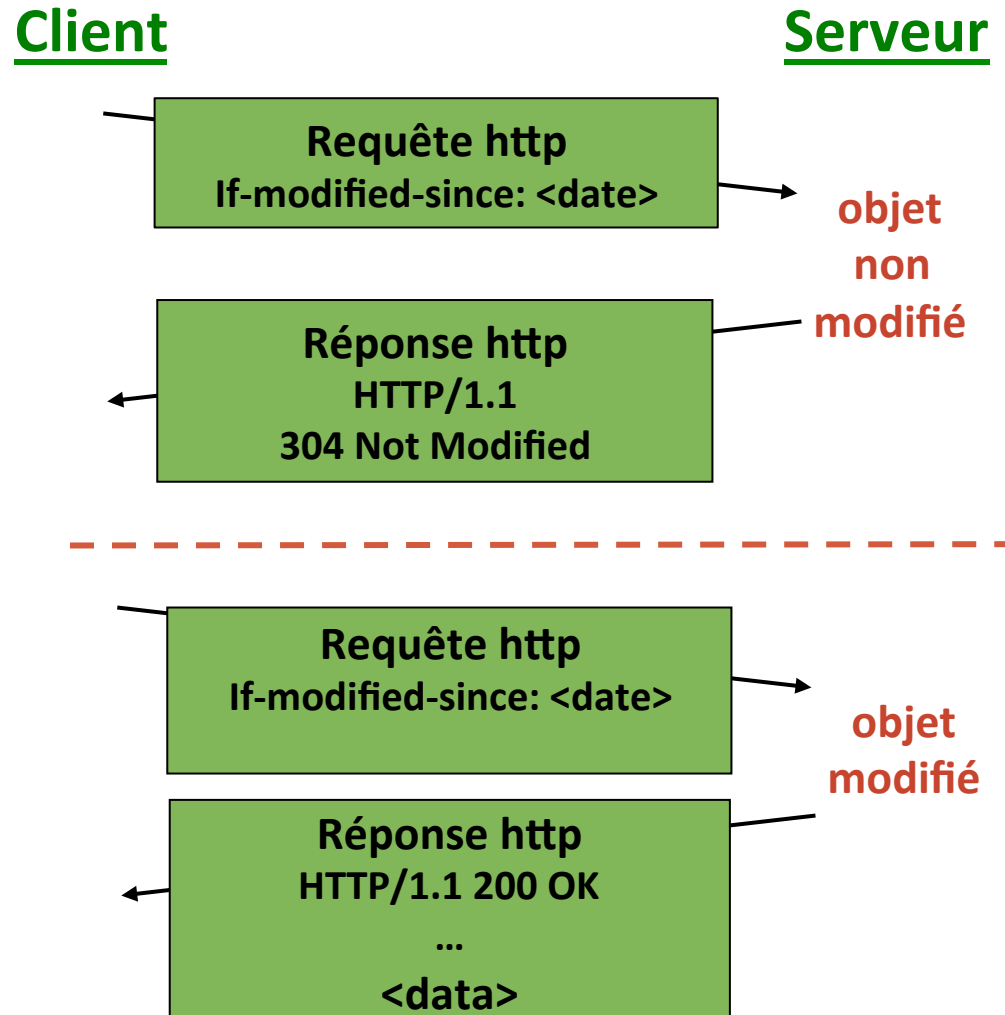 Client
Serveur
Requête http
If-modified-since: <date>
objet
non
modifié
Réponse http
HTTP/1.1
304 Not Modified
Requête http
If-modified-since: <date>
objet
modifié
Réponse http
HTTP/1.1 200 OK
…
<data>